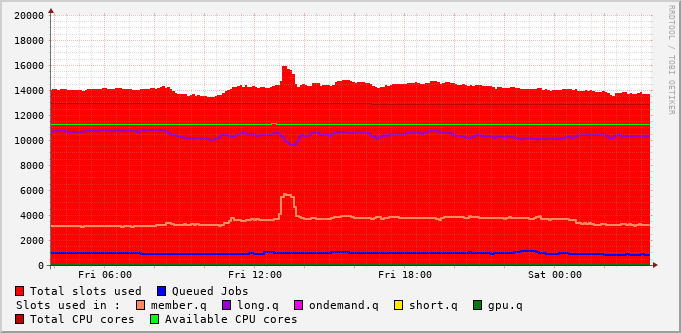 20000
18000
16000
14000
12000
10000
8000
6000
4000
2000
0
Fri 06:00 Fri 12:00 Fri 18:00 Sat 00:00
Total slots used Queued Jobs
Slots used in : member.q long.q ondemand.q short.q gpu.q
Total CPU cores Available CPU cores
RRDTOOL / TOBI OETIKER